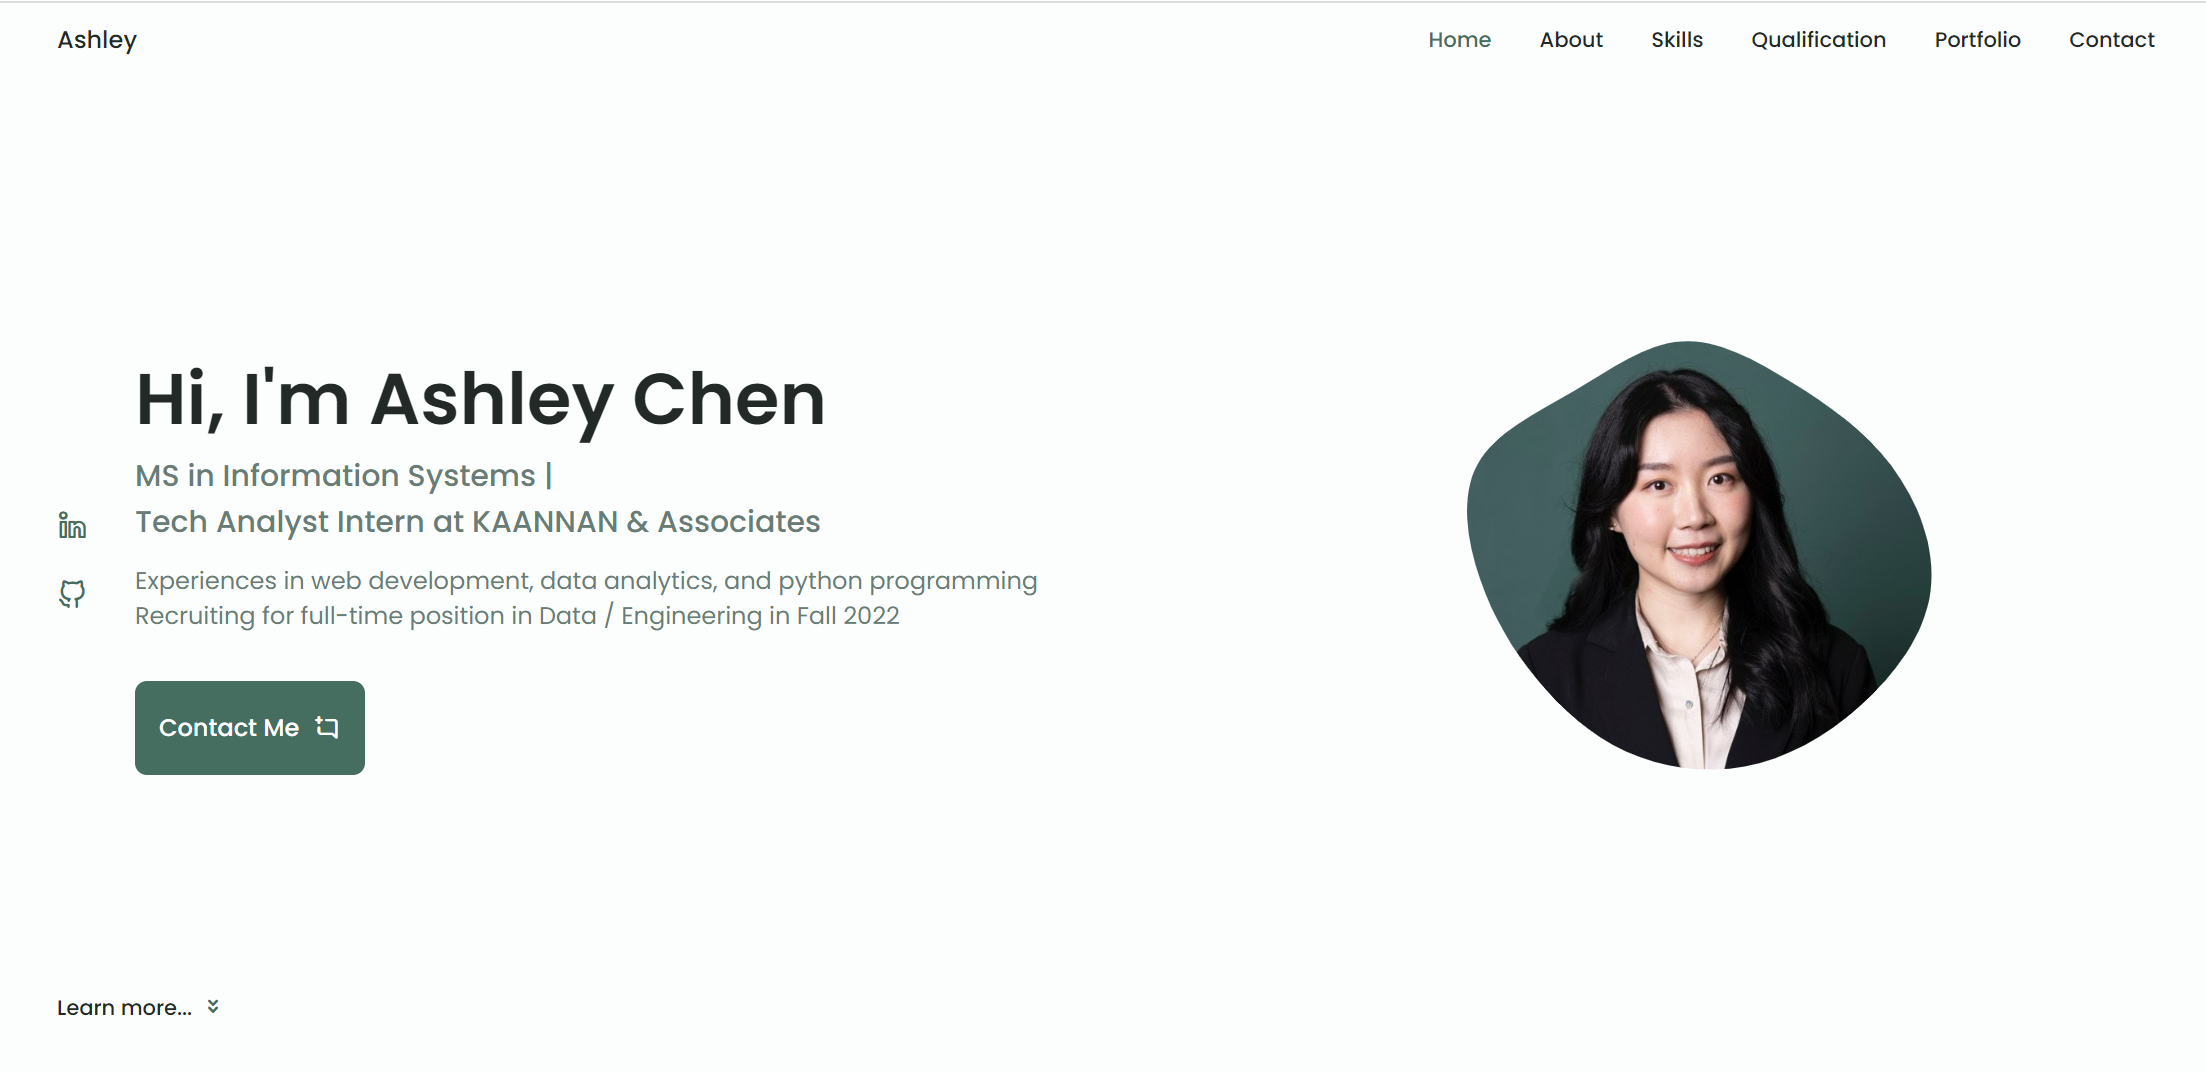 Ashley
Home About Skills Qualification Portfolio Contact
Hi, I'm Ashley Chen
MS in Information Systems |
Tech Analyst Intern at KAANNAN & Associates
in
Experiences in web development, data analytics, and python programming
Recruiting for full-time position in Data / Engineering in Fall 2022
Contact Me
Learn more...